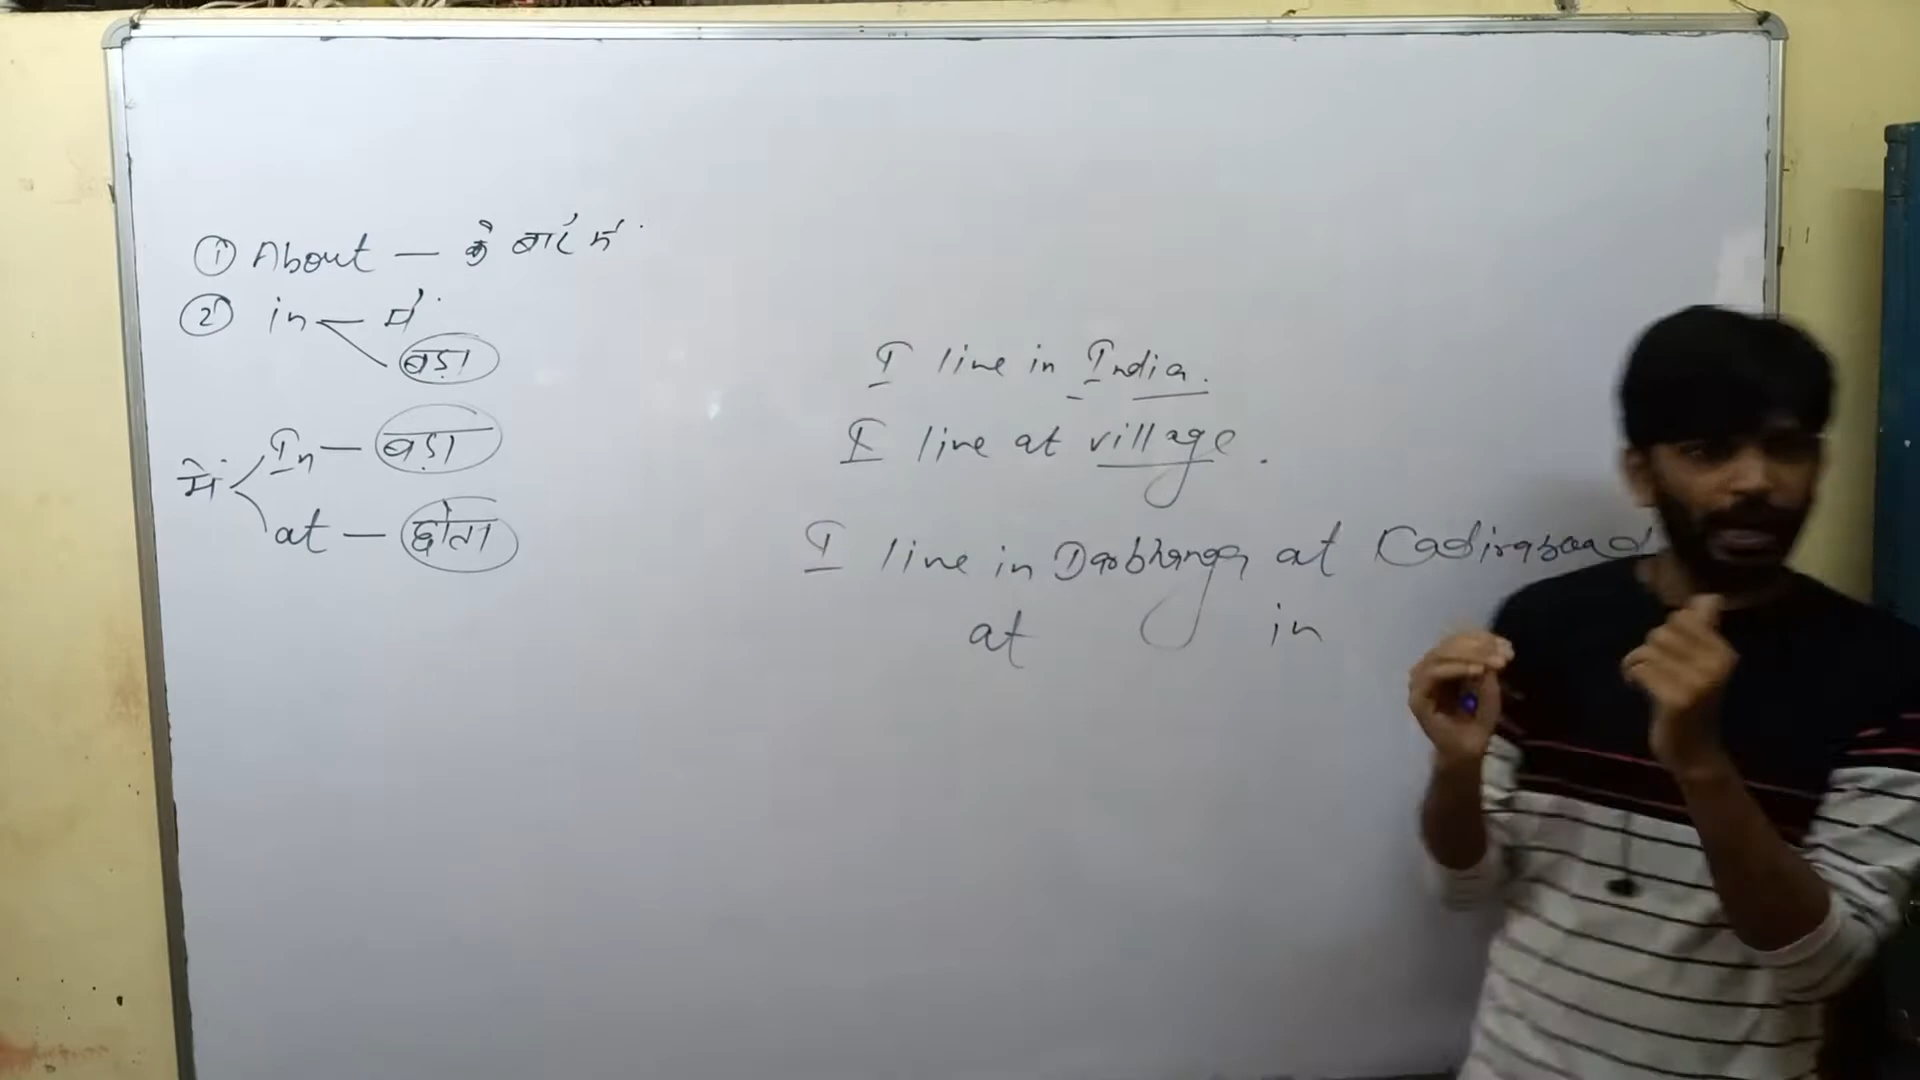 ① About — के बारे में
② in — में
बड़ा
में In — बड़ा
at — छोटा
I live in India.
I live at village.
I live in Darbhanga at Kadirabad
at in